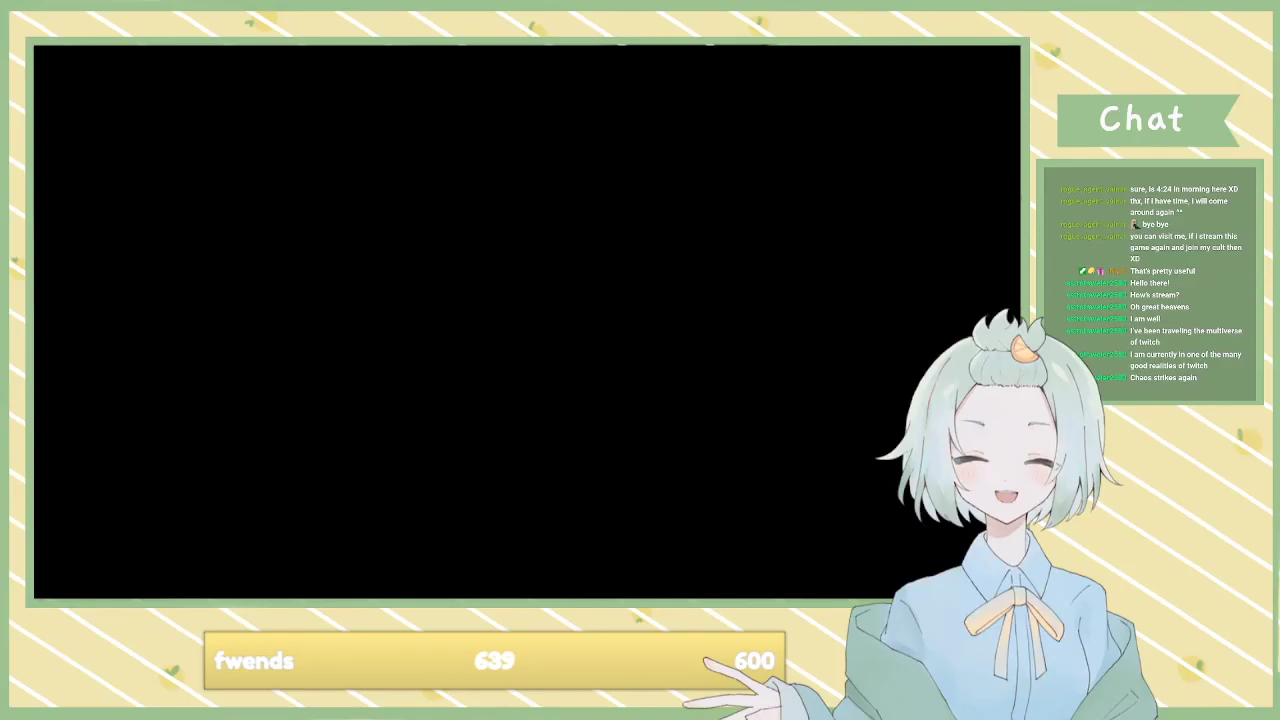 Chat
sure, is 4:24 in morning here XD
thx, if i have time, i will come
around again ^^
bye bye
you can visit me, if I stream this
game again and join my cult then
XD
That's pretty useful
Hello there!
How's stream?
Oh great heavens
I am well
I've been traveling the multiverse
of twitch
I am currently in one of the many
good realities of twitch
Chaos strikes again
fwends 639 600